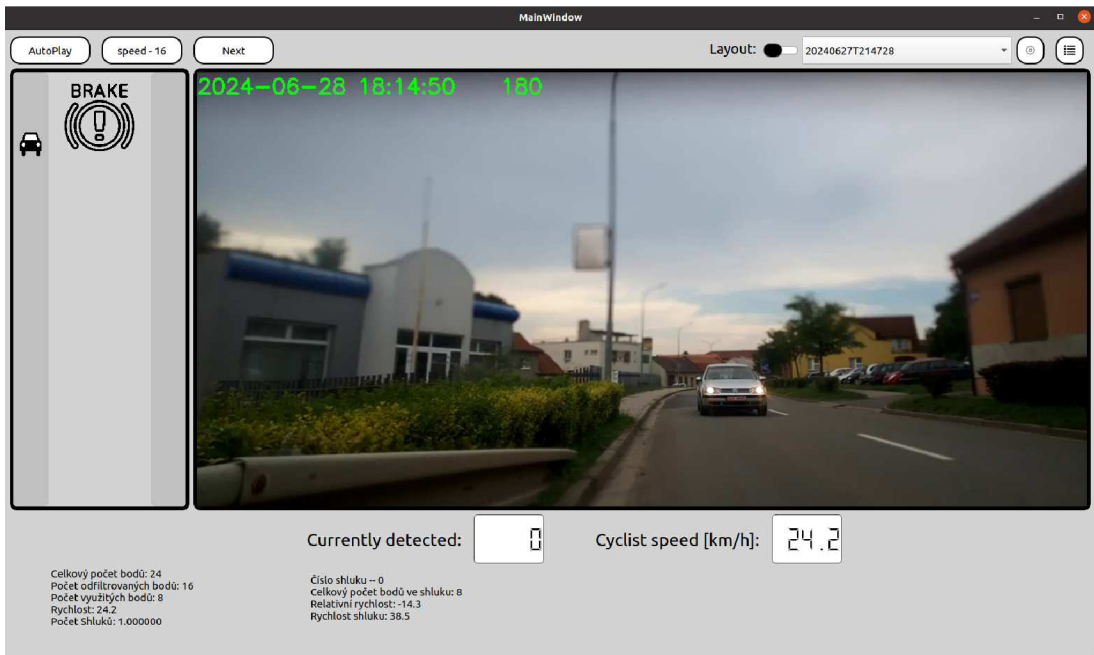 MainWindow
AutoPlay
speed - 16
Next
Layout:
20240627T214728
BRAKE
2024-06-28 18:14:50 180
Currently detected: 0
Cyclist speed [km/h]: 24.2
Celkový počet bodů: 24
Počet odfiltrovaných bodů: 16
Počet využitých bodů: 8
Rychlost: 24.2
Počet Shluků: 1.000000
Číslo shluku -- 0
Celkový počet bodů ve shluku: 8
Relativní rychlost: -14.3
Rychlost shluku: 38.5